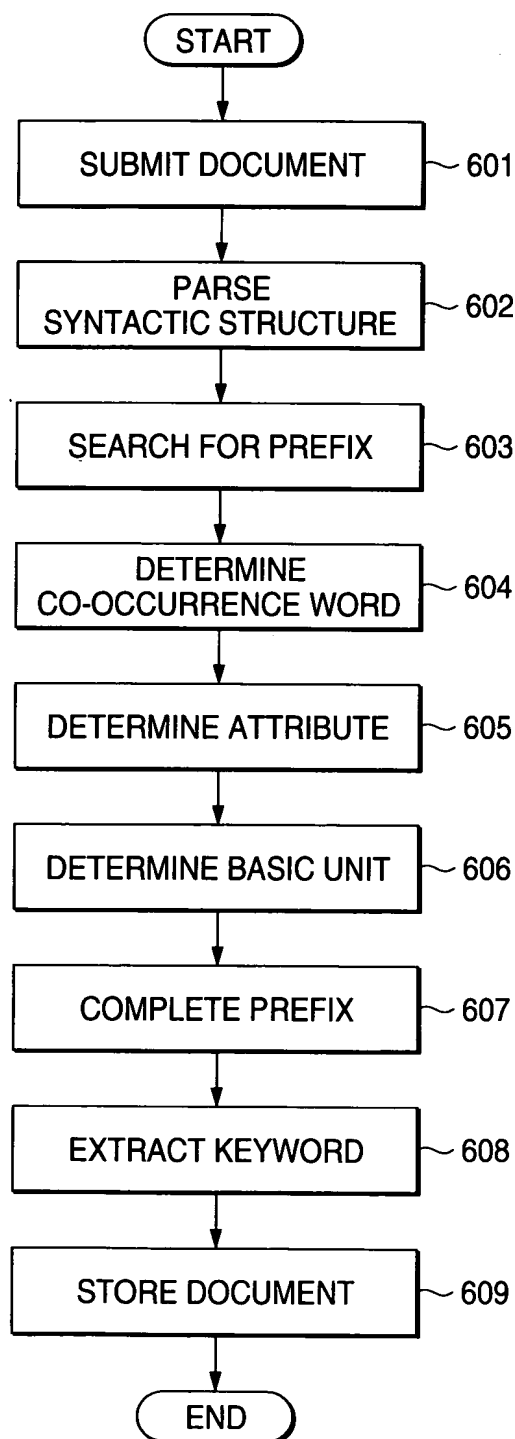 START
SUBMIT DOCUMENT
601
PARSE
SYNTACTIC STRUCTURE
602
SEARCH FOR PREFIX
603
DETERMINE
CO-OCCURRENCE WORD
604
DETERMINE ATTRIBUTE
605
DETERMINE BASIC UNIT
606
COMPLETE PREFIX
607
EXTRACT KEYWORD
608
STORE DOCUMENT
609
END